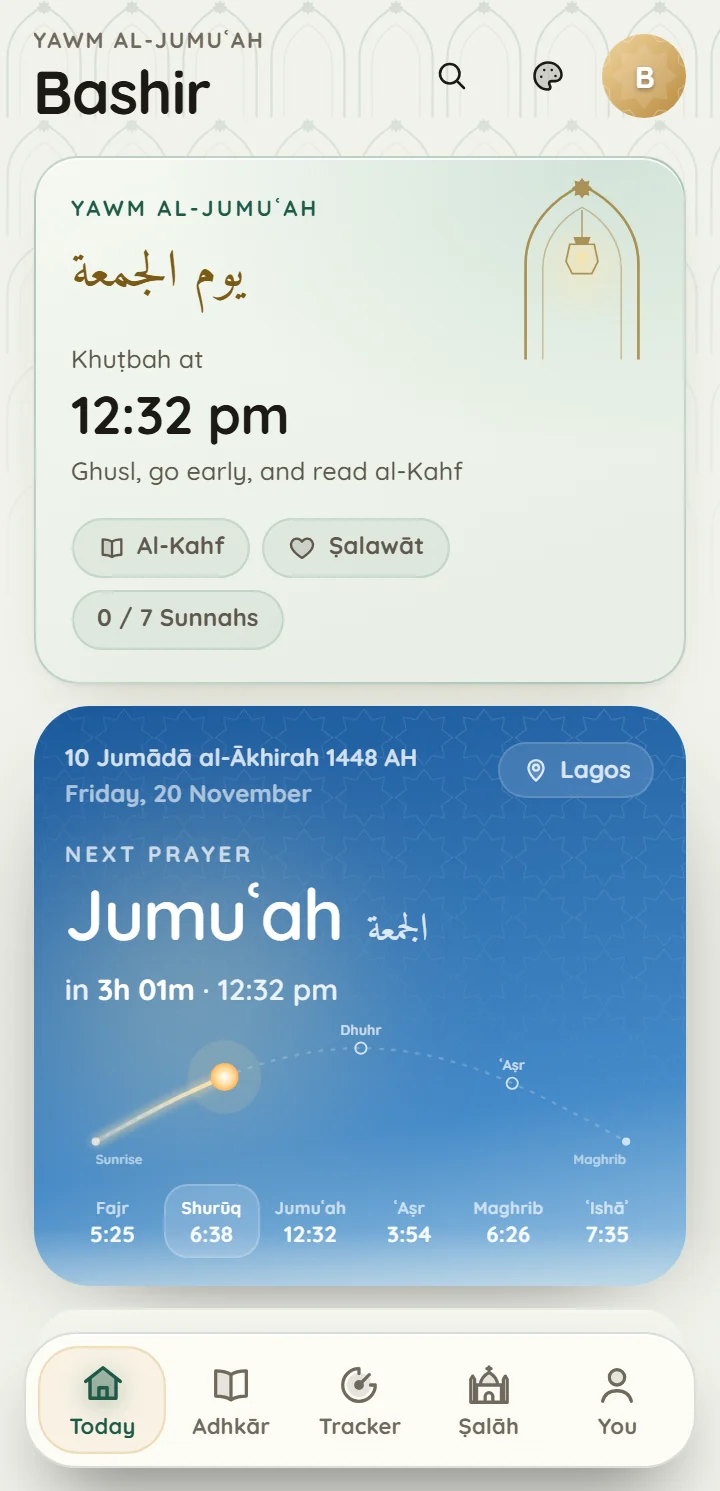 YAWM AL-JUMUʿAH
Bashir
B
YAWM AL-JUMUʿAH
يوم الجمعة
Khuṭbah at
12:32 pm
Ghusl, go early, and read al-Kahf
Al-Kahf
Ṣalawāt
0 / 7 Sunnahs
10 Jumādā al-Ākhirah 1448 AH
Lagos
Friday, 20 November
NEXT PRAYER
Jumuʿah الجمعة
in 3h 01m · 12:32 pm
Dhuhr
ʿAṣr
Sunrise
Maghrib
Fajr Shurūq Jumuʿah ʿAṣr Maghrib ʿIshāʾ
5:25 6:38 12:32 3:54 6:26 7:35
Today Adhkār Tracker Ṣalāh You